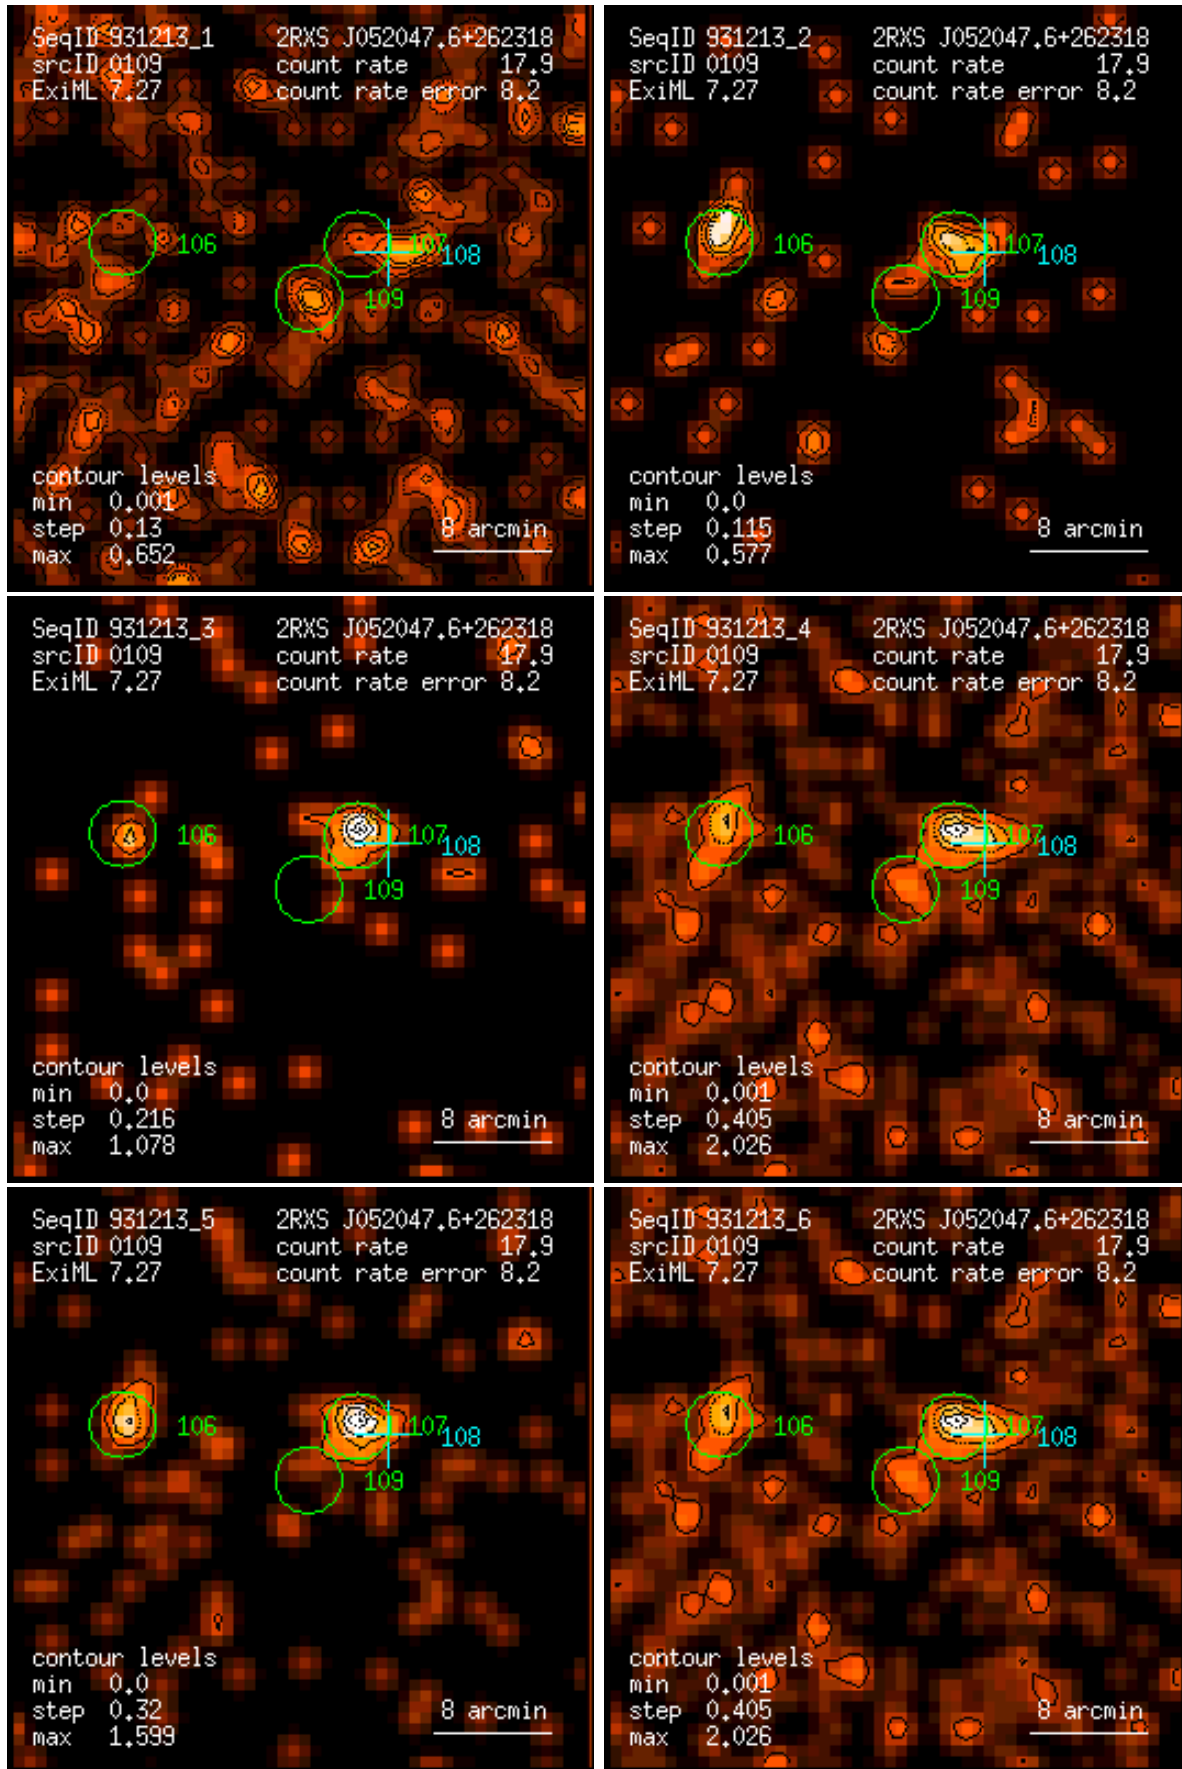 SeqID 931213_1 2RXS J052047.6+262318
srcID 0109 count rate 17.9
ExiML 7.27 count rate error 8.2
106
107
108
109
contour levels
min 0.001
step 0.13
max 0.652
8 arcmin
SeqID 931213_2 2RXS J052047.6+262318
srcID 0109 count rate 17.9
ExiML 7.27 count rate error 8.2
106
107
108
109
contour levels
min 0.0
step 0.115
max 0.577
8 arcmin
SeqID 931213_3 2RXS J052047.6+262318
srcID 0109 count rate 17.9
ExiML 7.27 count rate error 8.2
106
107
108
109
contour levels
min 0.0
step 0.216
max 1.078
8 arcmin
SeqID 931213_4 2RXS J052047.6+262318
srcID 0109 count rate 17.9
ExiML 7.27 count rate error 8.2
106
107
108
109
contour levels
min 0.001
step 0.405
max 2.026
8 arcmin
SeqID 931213_5 2RXS J052047.6+262318
srcID 0109 count rate 17.9
ExiML 7.27 count rate error 8.2
106
107
108
109
contour levels
min 0.0
step 0.32
max 1.599
8 arcmin
SeqID 931213_6 2RXS J052047.6+262318
srcID 0109 count rate 17.9
ExiML 7.27 count rate error 8.2
106
107
108
109
contour levels
min 0.001
step 0.405
max 2.026
8 arcmin